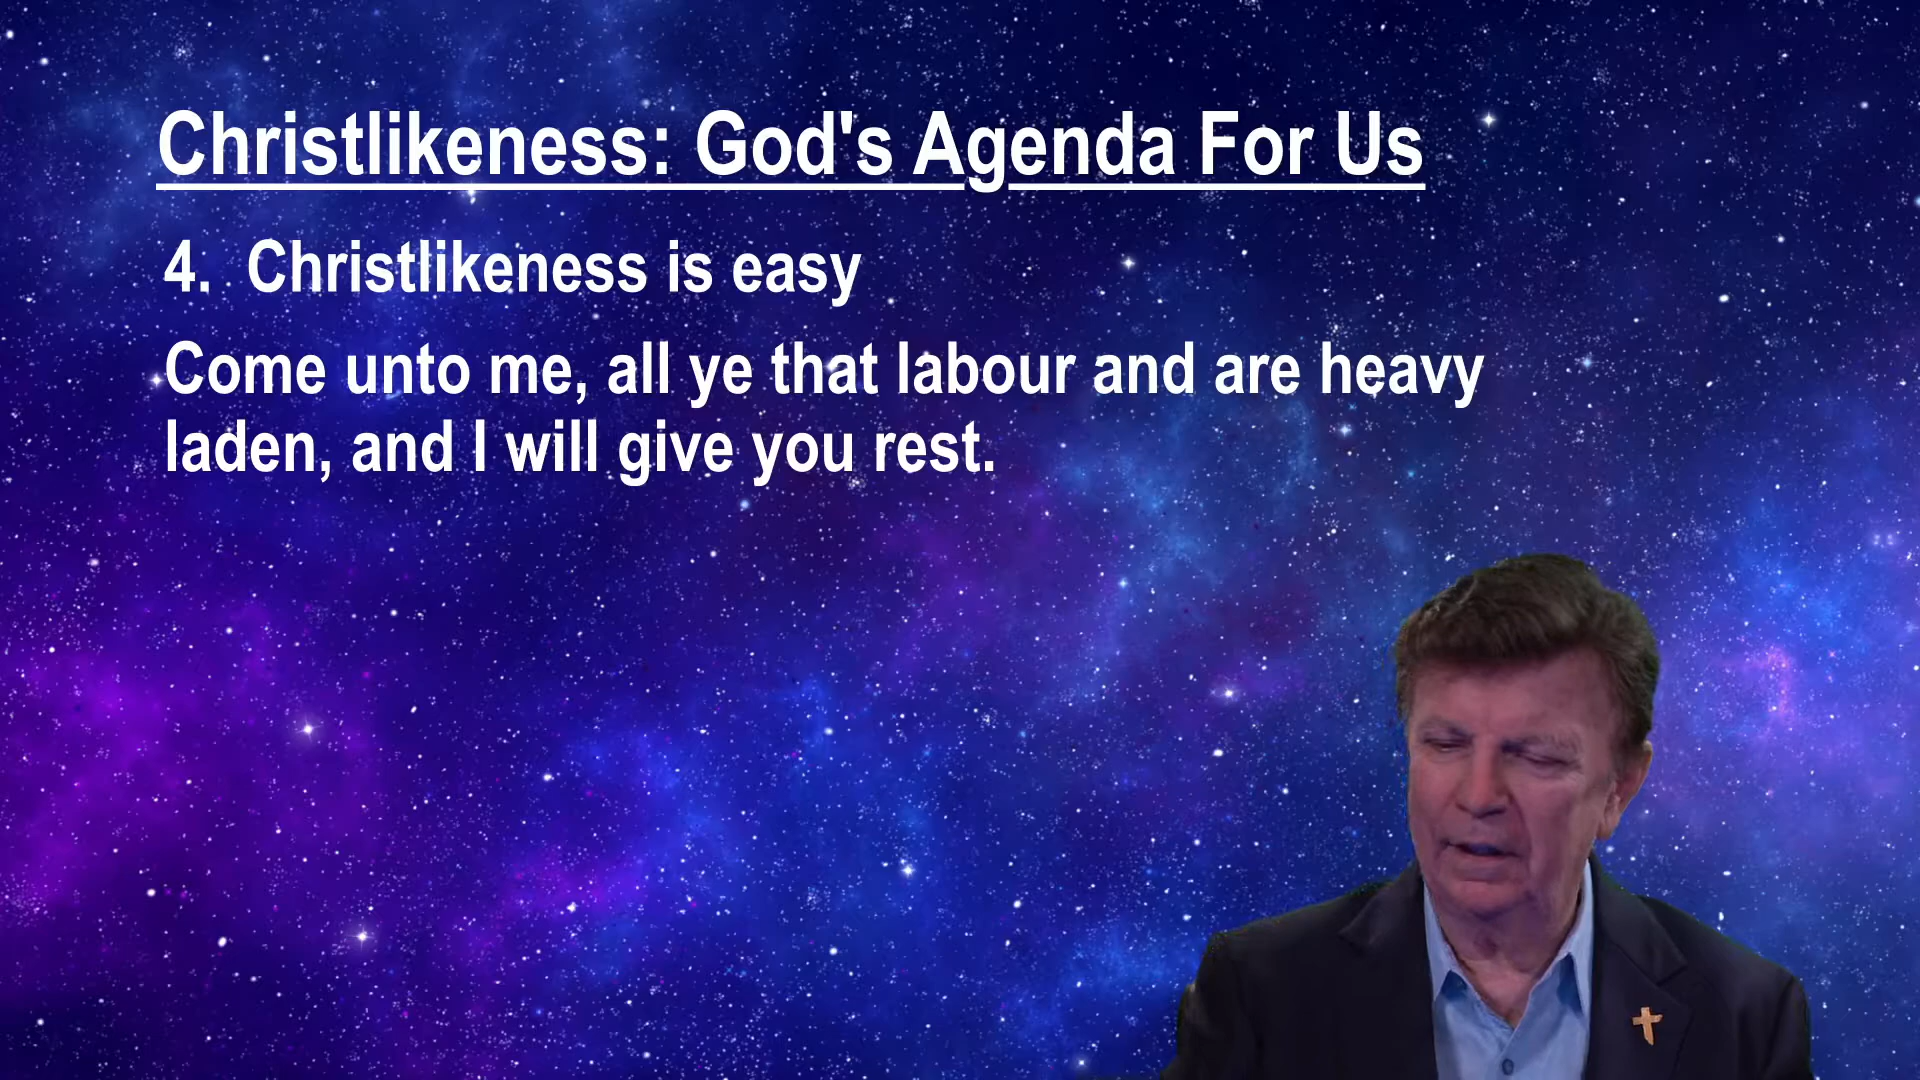 Christlikeness: God's Agenda For Us
4. Christlikeness is easy
Come unto me, all ye that labour and are heavy
laden, and I will give you rest.